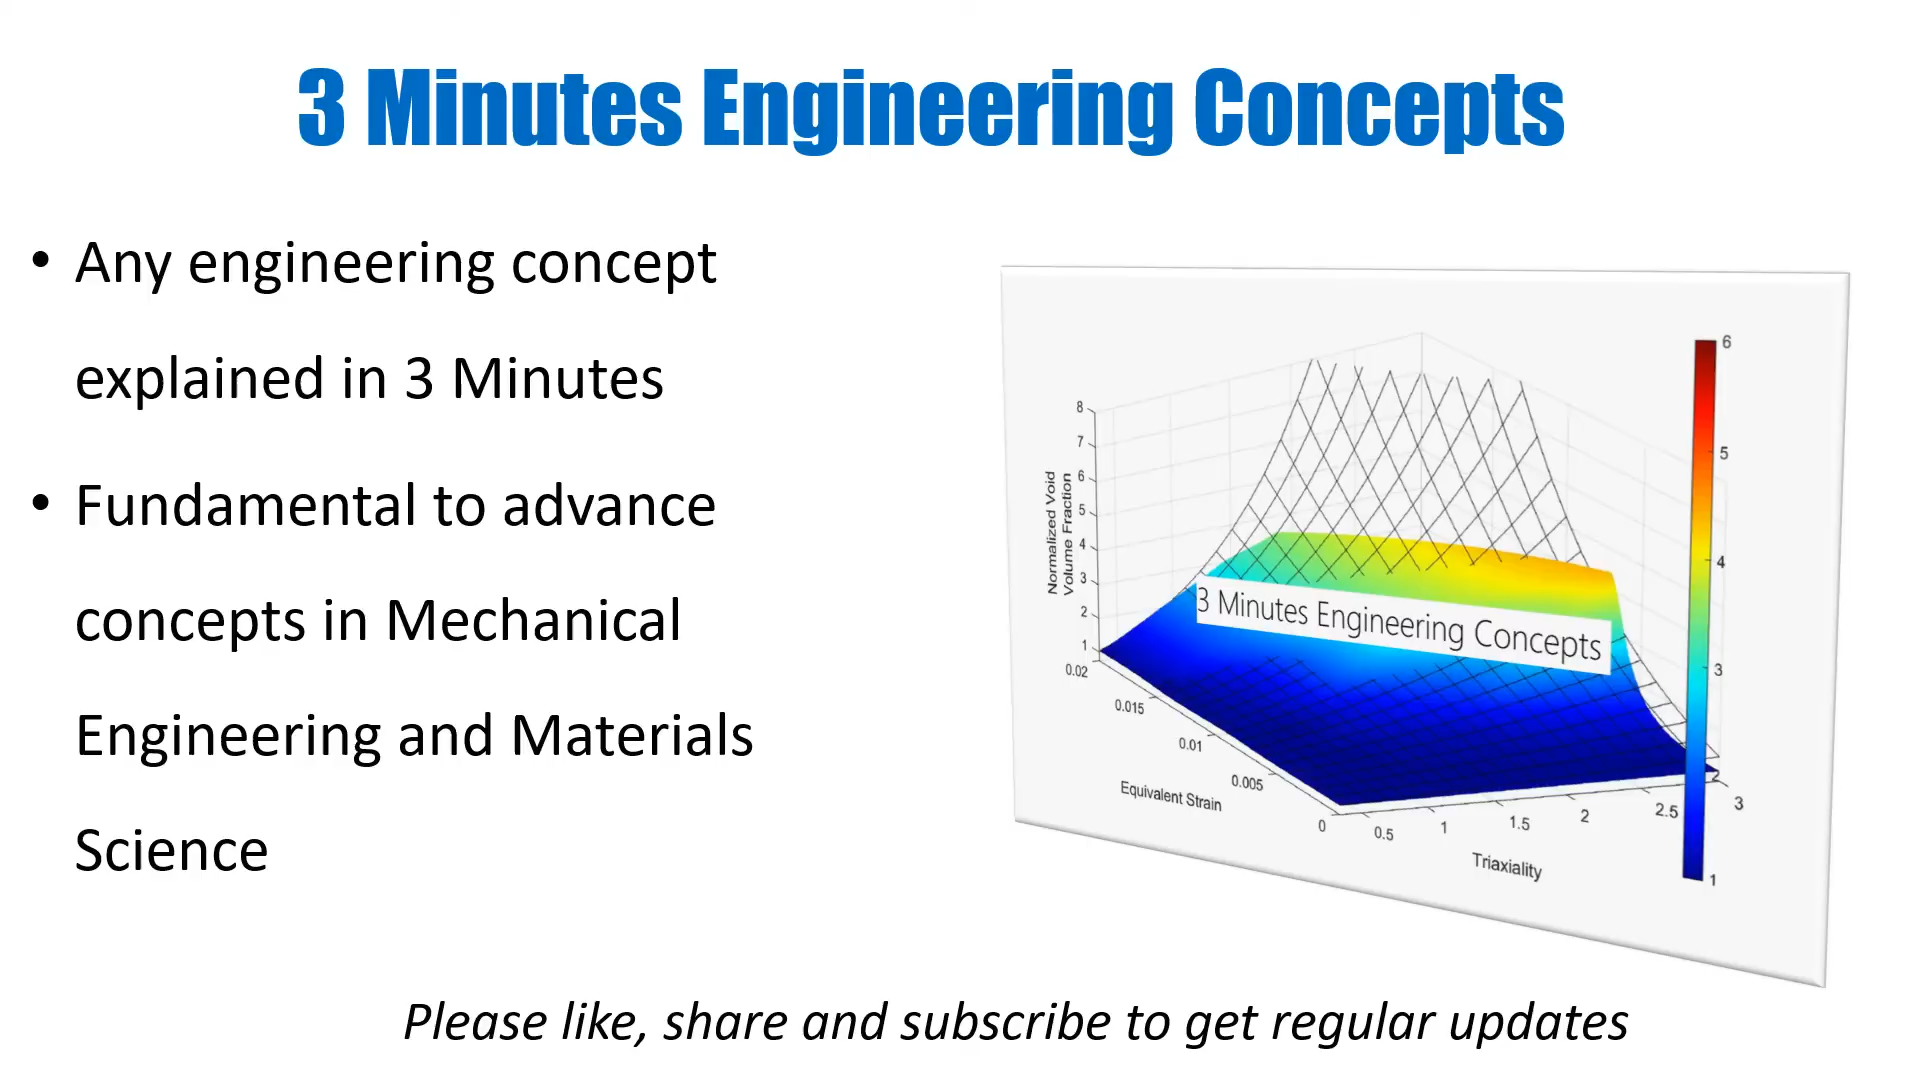 3 Minutes Engineering Concepts
• Any engineering concept
explained in 3 Minutes
• Fundamental to advance
concepts in Mechanical
Engineering and Materials
Science
8
7
6
5
4
3
2
1
Normalized Void
Volume Fraction
0.02
0.015
0.01
0.005
0
Equivalent Strain
0.5
1
1.5
2
2.5
3
Triaxiality
3 Minutes Engineering Concepts
6
5
4
3
2
1
Please like, share and subscribe to get regular updates